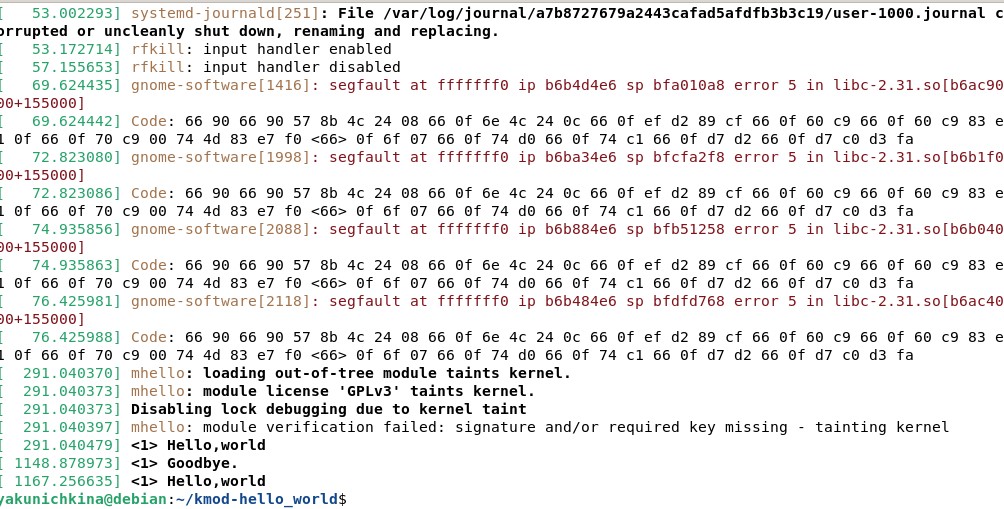 [   53.002293] systemd-journald[251]: File /var/log/journal/a7b8727679a2443cafad5afdfb3b3c19/user-1000.journal c
orrupted or uncleanly shut down, renaming and replacing.
[   53.172714] rfkill: input handler enabled
[   57.155653] rfkill: input handler disabled
[   69.624435] gnome-software[1416]: segfault at fffffff0 ip b6b4d4e6 sp bfa010a8 error 5 in libc-2.31.so[b6ac90
00+155000]
[   69.624442] Code: 66 90 66 90 57 8b 4c 24 08 66 0f 6e 4c 24 0c 66 0f ef d2 89 cf 66 0f 60 c9 66 0f 60 c9 83 e
1 0f 66 0f 70 c9 00 74 4d 83 e7 f0 <66> 0f 6f 07 66 0f 74 d0 66 0f 74 c1 66 0f d7 d2 66 0f d7 c0 d3 fa
[   72.823080] gnome-software[1998]: segfault at fffffff0 ip b6ba34e6 sp bfcfa2f8 error 5 in libc-2.31.so[b6b1f0
00+155000]
[   72.823086] Code: 66 90 66 90 57 8b 4c 24 08 66 0f 6e 4c 24 0c 66 0f ef d2 89 cf 66 0f 60 c9 66 0f 60 c9 83 e
1 0f 66 0f 70 c9 00 74 4d 83 e7 f0 <66> 0f 6f 07 66 0f 74 d0 66 0f 74 c1 66 0f d7 d2 66 0f d7 c0 d3 fa
[   74.935856] gnome-software[2088]: segfault at fffffff0 ip b6b884e6 sp bfb51258 error 5 in libc-2.31.so[b6b040
00+155000]
[   74.935863] Code: 66 90 66 90 57 8b 4c 24 08 66 0f 6e 4c 24 0c 66 0f ef d2 89 cf 66 0f 60 c9 66 0f 60 c9 83 e
1 0f 66 0f 70 c9 00 74 4d 83 e7 f0 <66> 0f 6f 07 66 0f 74 d0 66 0f 74 c1 66 0f d7 d2 66 0f d7 c0 d3 fa
[   76.425981] gnome-software[2118]: segfault at fffffff0 ip b6b484e6 sp bfdfd768 error 5 in libc-2.31.so[b6ac40
00+155000]
[   76.425988] Code: 66 90 66 90 57 8b 4c 24 08 66 0f 6e 4c 24 0c 66 0f ef d2 89 cf 66 0f 60 c9 66 0f 60 c9 83 e
1 0f 66 0f 70 c9 00 74 4d 83 e7 f0 <66> 0f 6f 07 66 0f 74 d0 66 0f 74 c1 66 0f d7 d2 66 0f d7 c0 d3 fa
[  291.040370] mhello: loading out-of-tree module taints kernel.
[  291.040373] mhello: module license 'GPLv3' taints kernel.
[  291.040373] Disabling lock debugging due to kernel taint
[  291.040397] mhello: module verification failed: signature and/or required key missing - tainting kernel
[  291.040479] <1> Hello,world
[ 1148.878973] <1> Goodbye.
[ 1167.256635] <1> Hello,world
yakunichkina@debian:~/kmod-hello_world$